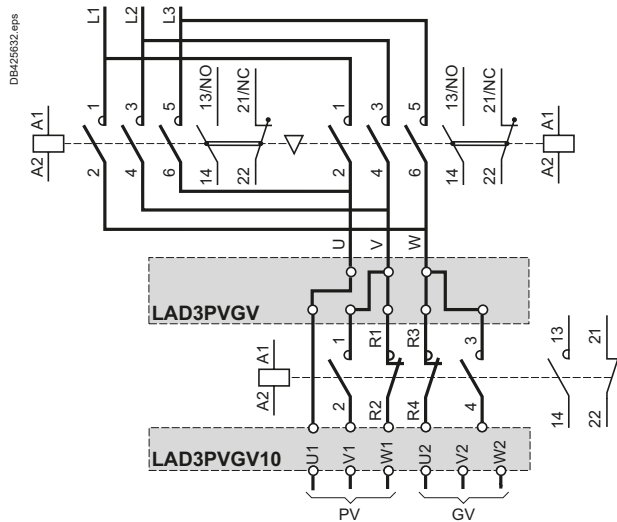 DB425632.eps
L1
L2
L3
A1
A2
1
3
5
13/NO
21/NC
1
3
5
13/NO
21/NC
A1
A2
2
4
6
14
22
2
4
6
14
22
U
V
W
LAD3PVGV
A1
A2
1
R1
R3
3
13
21
2
R2
R4
4
14
22
LAD3PVGV10
U1
V1
W1
U2
V2
W2
PV
GV